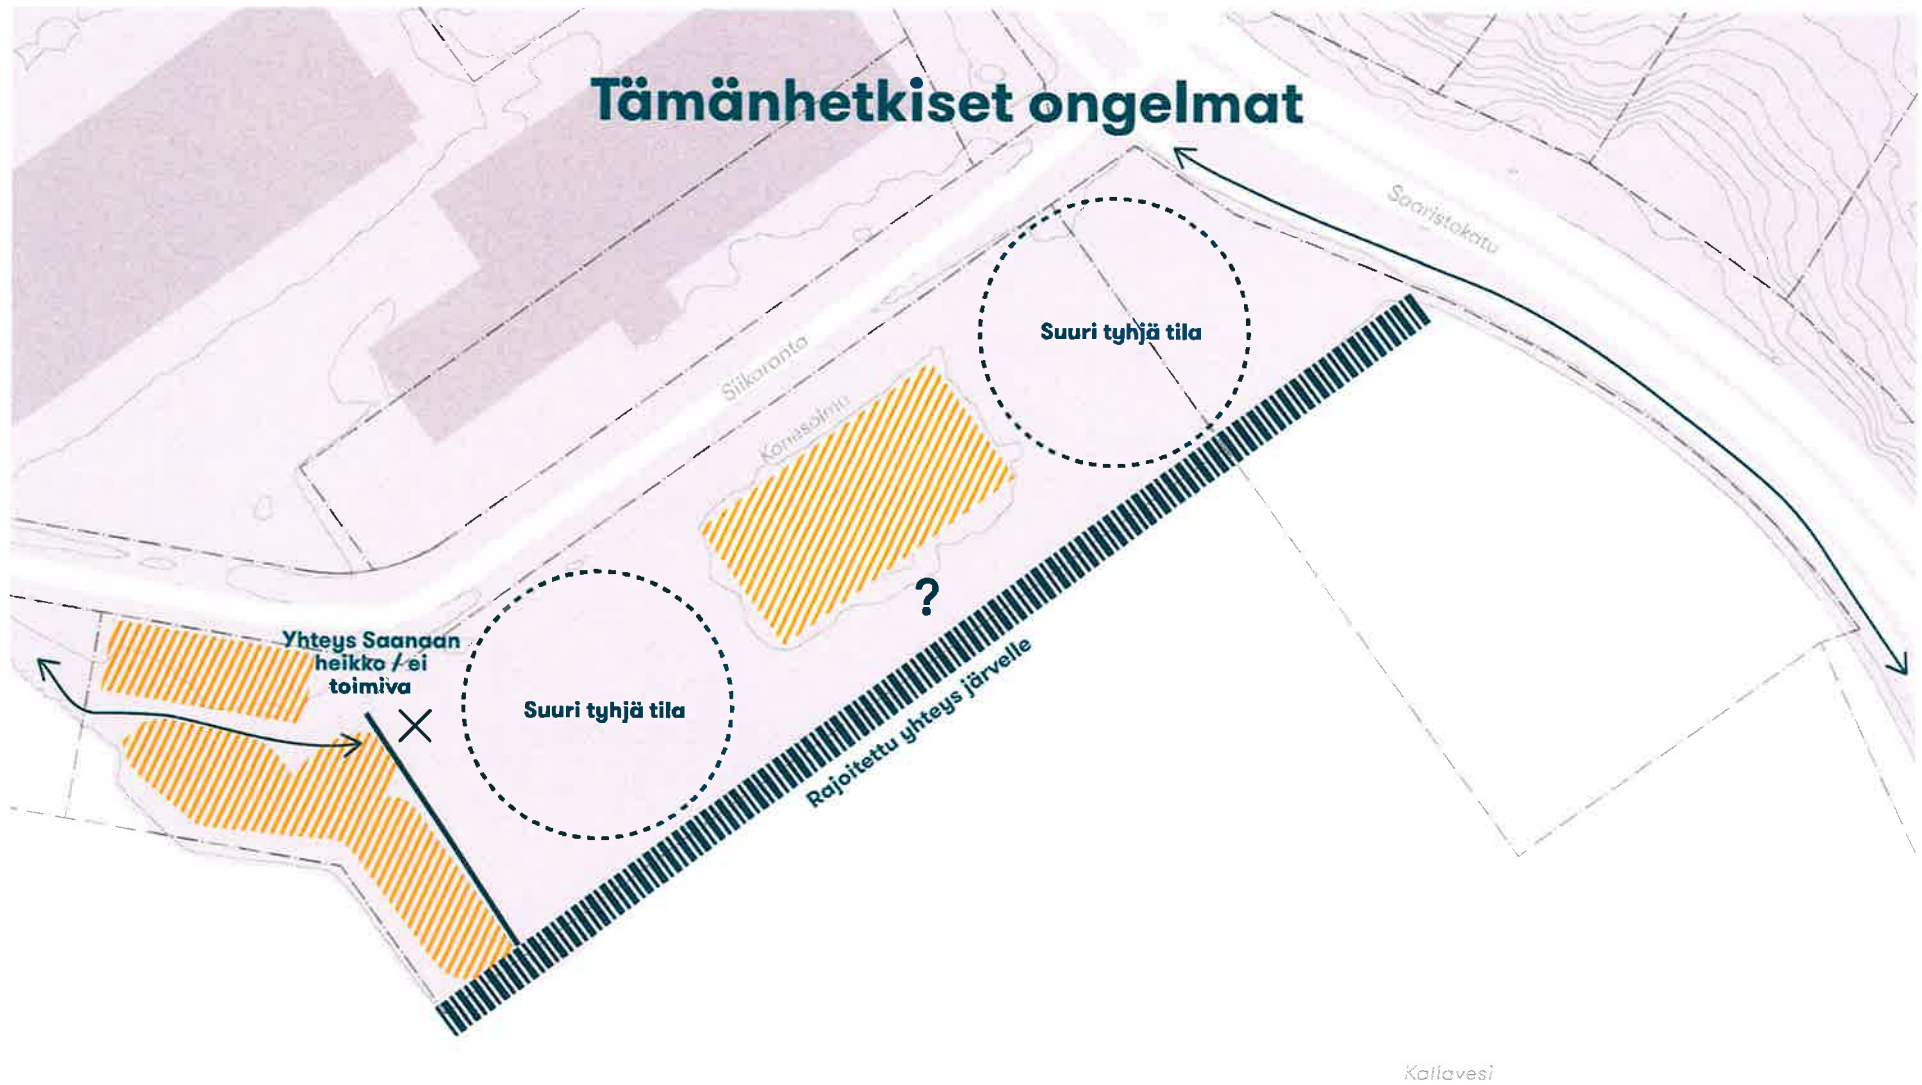 Tämänhetkiset ongelmat
Saaristokatu
Suuri tyhjä tila
Siikaranta
?
Yhteys Saanaan
heikko / ei
toimiva
Suuri tyhjä tila
Rajoitettu yhteys järvelle
Kallavesi